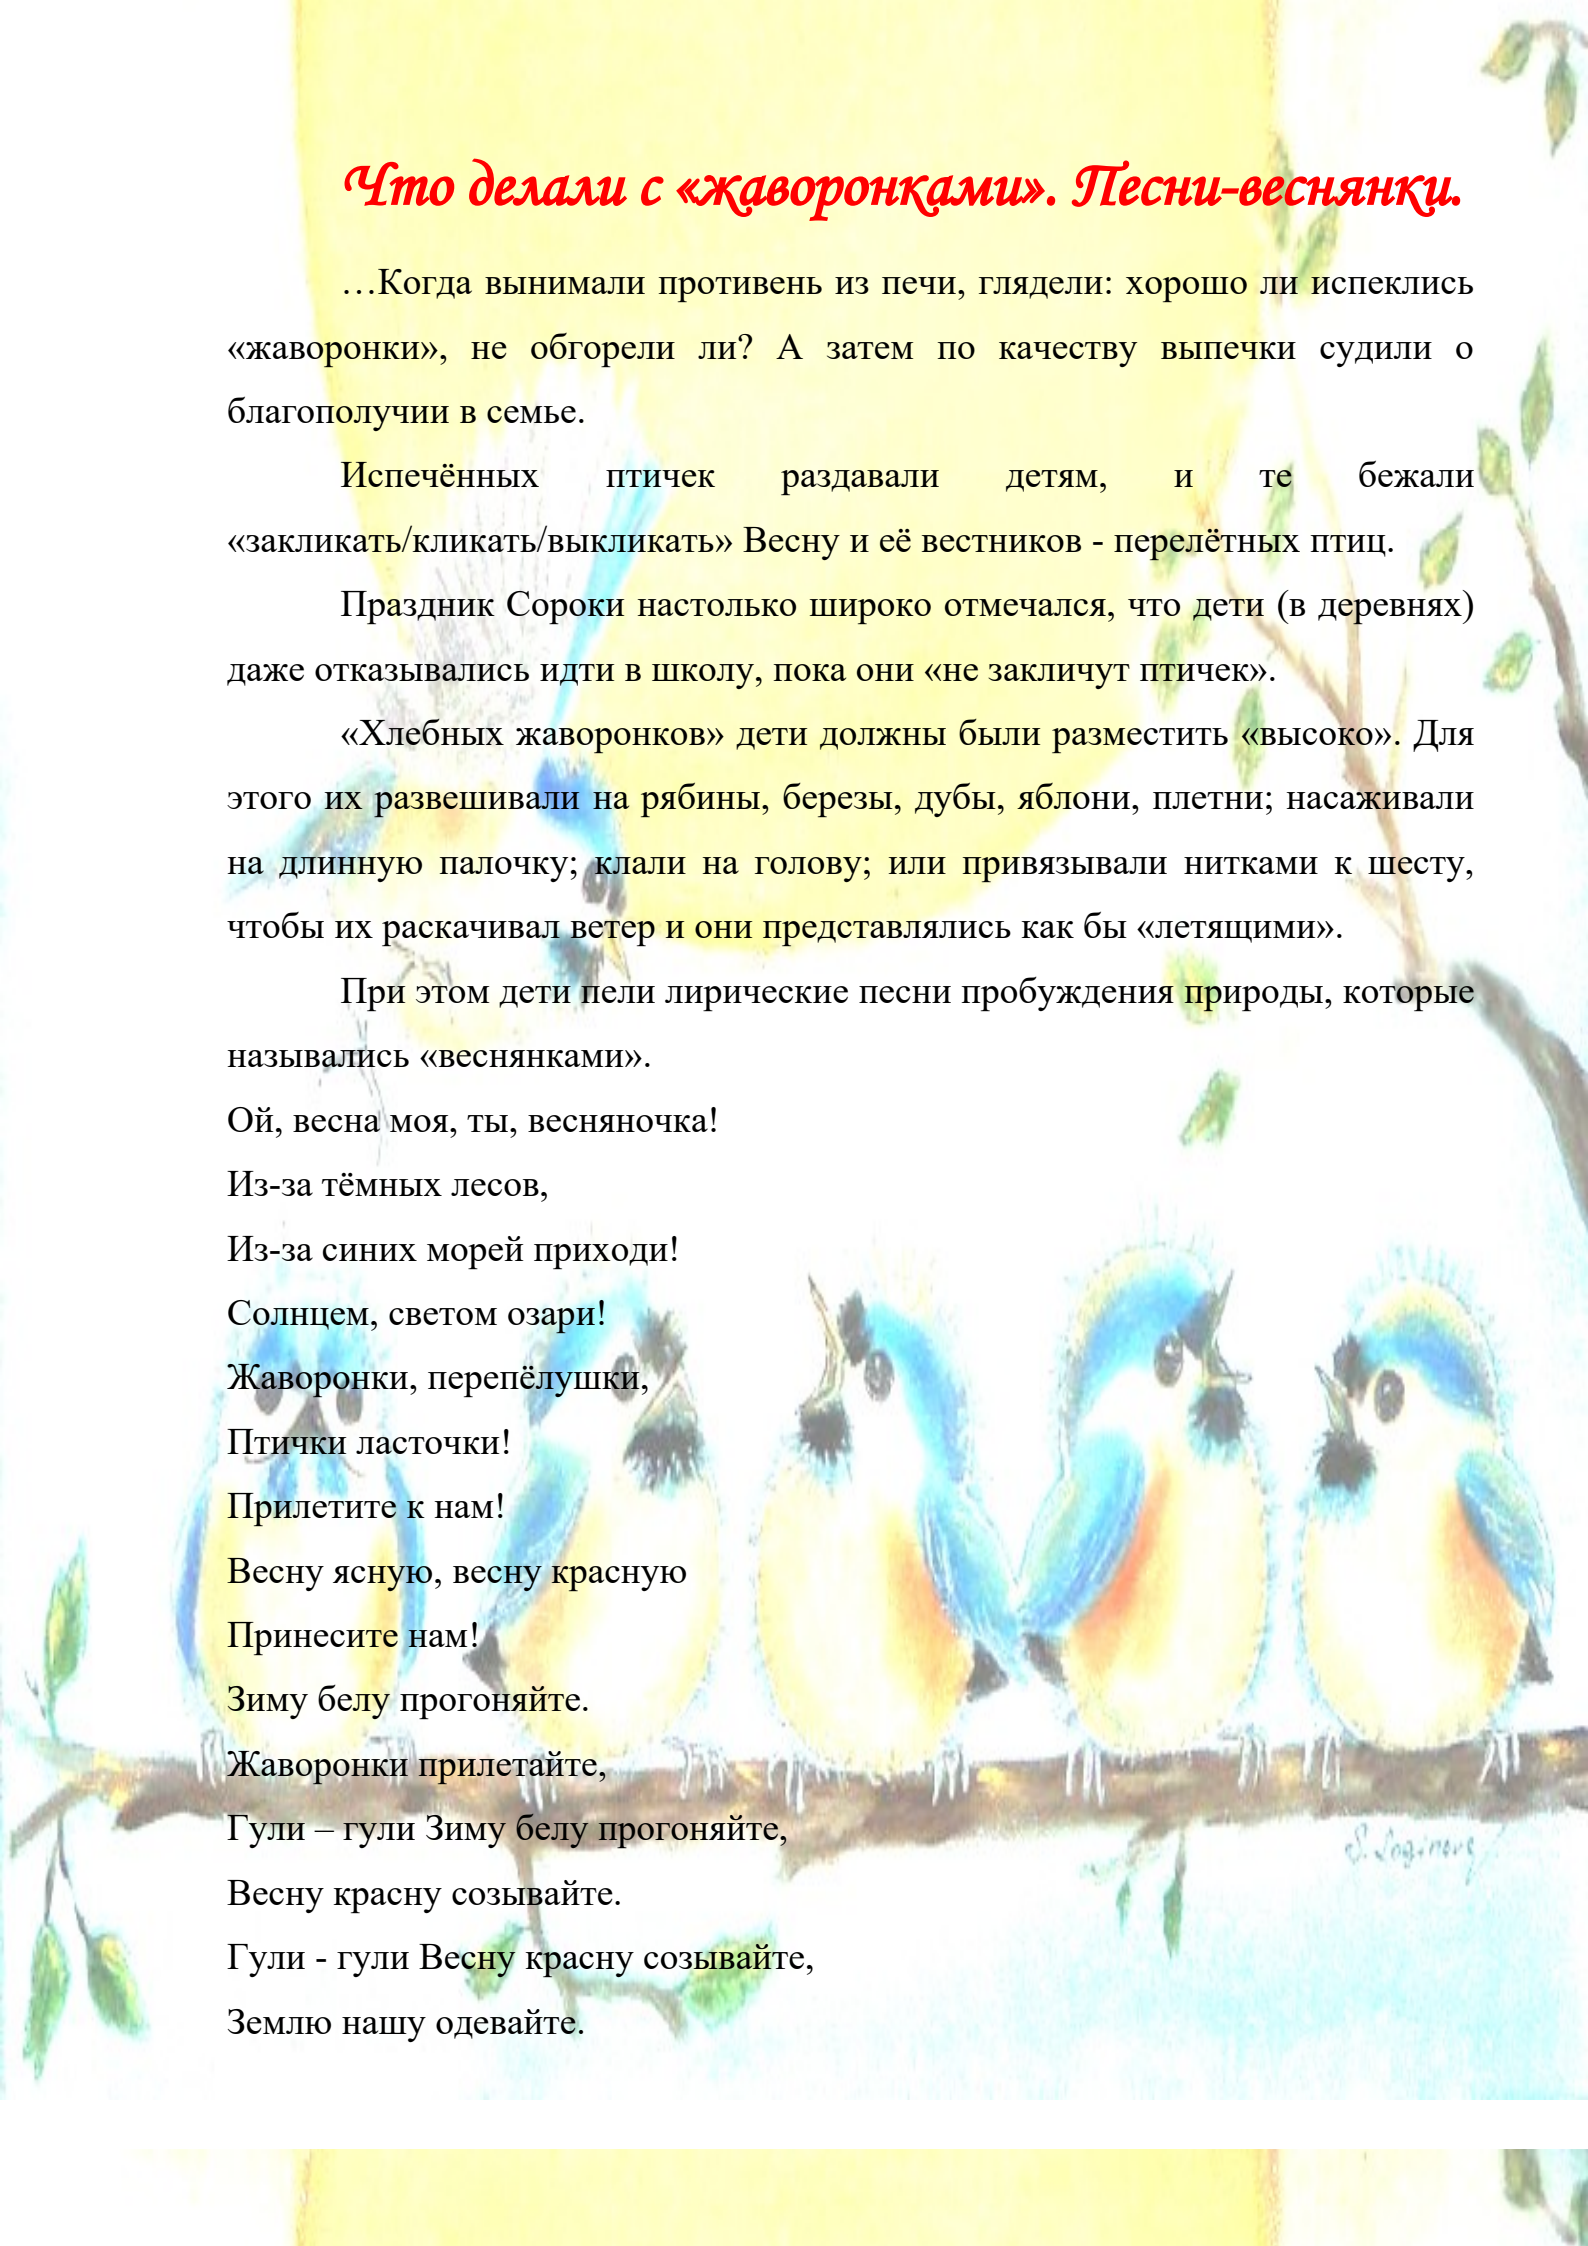 Что делали с «жаворонками». Песни-веснянки.
…Когда вынимали противень из печи, глядели: хорошо ли испеклись
«жаворонки», не обгорели ли? А затем по качеству выпечки судили о
благополучии в семье.
Испечённых птичек раздавали детям, и те бежали
«закликать/кликать/выкликать» Весну и её вестников - перелётных птиц.
Праздник Сороки настолько широко отмечался, что дети (в деревнях)
даже отказывались идти в школу, пока они «не закличут птичек».
«Хлебных жаворонков» дети должны были разместить «высоко». Для
этого их развешивали на рябины, березы, дубы, яблони, плетни; насаживали
на длинную палочку; клали на голову; или привязывали нитками к шесту,
чтобы их раскачивал ветер и они представлялись как бы «летящими».
При этом дети пели лирические песни пробуждения природы, которые
назывались «веснянками».
Ой, весна моя, ты, весняночка!
Из-за тёмных лесов,
Из-за синих морей приходи!
Солнцем, светом озари!
Жаворонки, перепёлушки,
Птички ласточки!
Прилетите к нам!
Весну ясную, весну красную
Принесите нам!
Зиму белу прогоняйте.
Жаворонки прилетайте,
Гули – гули Зиму белу прогоняйте,
Весну красну созывайте.
Гули - гули Весну красну созывайте,
Землю нашу одевайте.